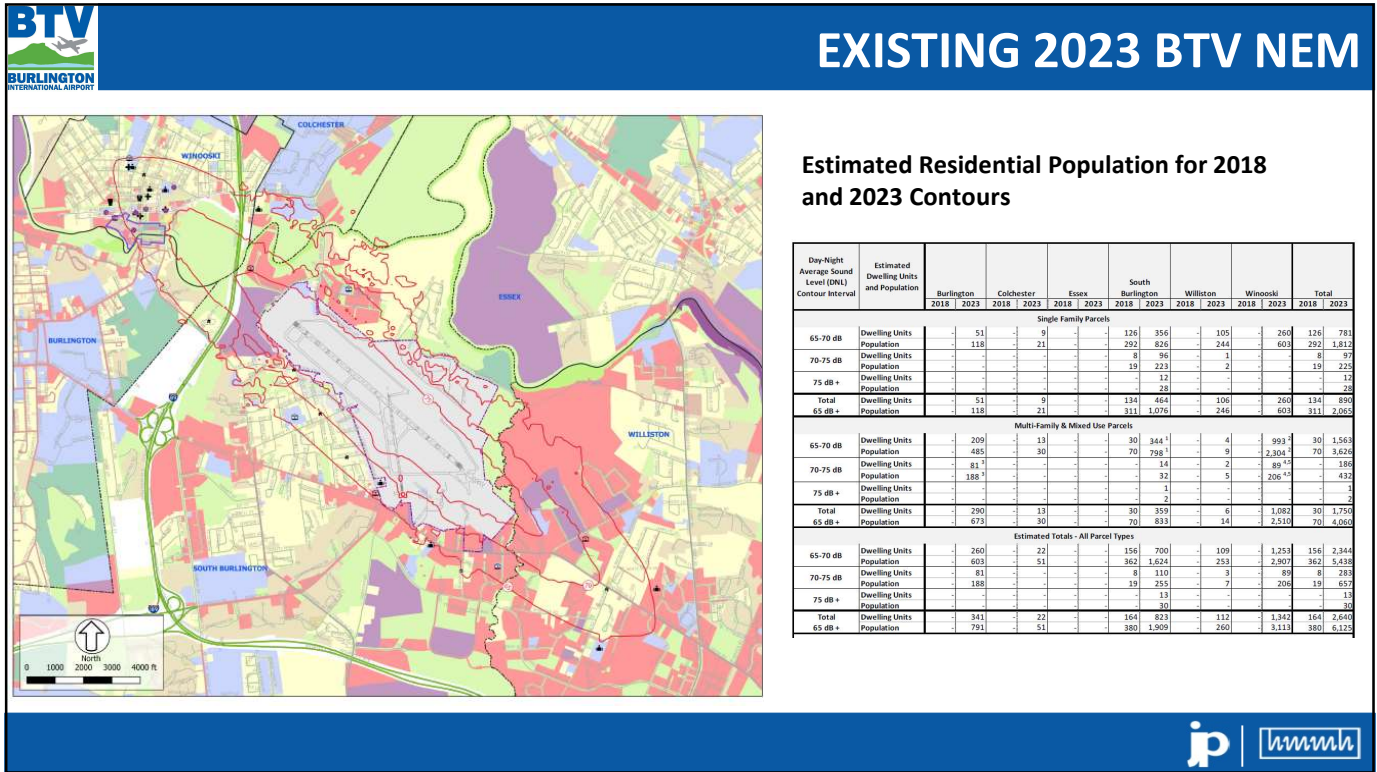 BTV
BURLINGTON
INTERNATIONAL AIRPORT
EXISTING 2023 BTV NEM
COLCHESTER
WINOOSKI
ESSEX
BURLINGTON
WILLISTON
SOUTH BURLINGTON
North
0 1000 2000 3000 4000 ft
Estimated Residential Population for 2018
and 2023 Contours
Day-Night Average Sound Level (DNL) Contour Interval Estimated Dwelling Units and Population Burlington Colchester Essex South Burlington Williston Winooski Total
2018 2023 2018 2023 2018 2023 2018 2023 2018 2023 2018 2023 2018 2023
Single Family Parcels
65-70 dB Dwelling Units - 51 - 9 - - 126 356 - 105 - 260 126 781
Population - 118 - 21 - - 292 826 - 244 - 603 292 1,812
70-75 dB Dwelling Units - - - - - - 8 96 - 1 - - 8 97
Population - - - - - - 19 223 - 2 - - 19 225
75 dB + Dwelling Units - - - - - - - 12 - - - - - 12
Population - - - - - - - 28 - - - - - 28
Total Dwelling Units - 51 - 9 - - 134 464 - 106 - 260 134 890
65 dB + Population - 118 - 21 - - 311 1,076 - 246 - 603 311 2,065
Multi-Family & Mixed Use Parcels
65-70 dB Dwelling Units - 209 - 13 - - 30 344 1 - 4 - 993 2 30 1,563
Population - 485 - 30 - - 70 798 1 - 9 - 2,304 2 70 3,626
70-75 dB Dwelling Units - 81 3 - - - - - 14 - 2 - 89 4,5 - 186
Population - 188 3 - - - - - 32 - 5 - 206 4,5 - 432
75 dB + Dwelling Units - - - - - - - 1 - - - - - 1
Population - - - - - - - 2 - - - - - 2
Total Dwelling Units - 290 - 13 - - 30 359 - 6 - 1,082 30 1,750
65 dB + Population - 673 - 30 - - 70 833 - 14 - 2,510 70 4,060
Estimated Totals - All Parcel Types
65-70 dB Dwelling Units - 260 - 22 - - 156 700 - 109 - 1,253 156 2,344
Population - 603 - 51 - - 362 1,624 - 253 - 2,907 362 5,438
70-75 dB Dwelling Units - 81 - - - - 8 110 - 3 - 89 8 283
Population - 188 - - - - 19 255 - 7 - 206 19 657
75 dB + Dwelling Units - - - - - - - 13 - - - - - 13
Population - - - - - - - 30 - - - - - 30
Total Dwelling Units - 341 - 22 - - 164 823 - 112 - 1,342 164 2,640
65 dB + Population - 791 - 51 - - 380 1,909 - 260 - 3,113 380 6,125
jp
hmmh